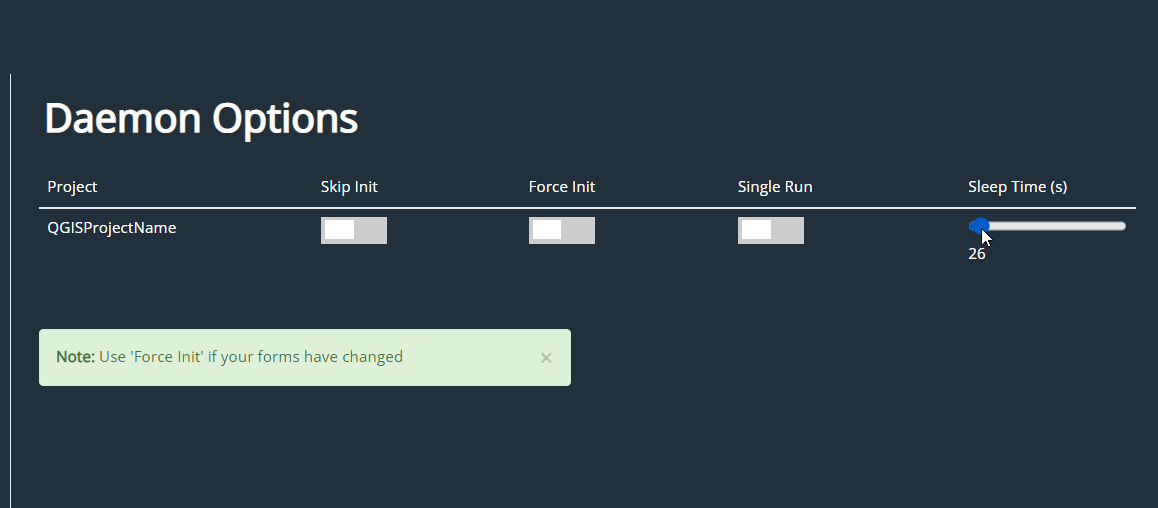 Daemon Options
Project Skip Init Force Init Single Run Sleep Time (s)
QGISProjectName
26
Note: Use 'Force Init' if your forms have changed ×